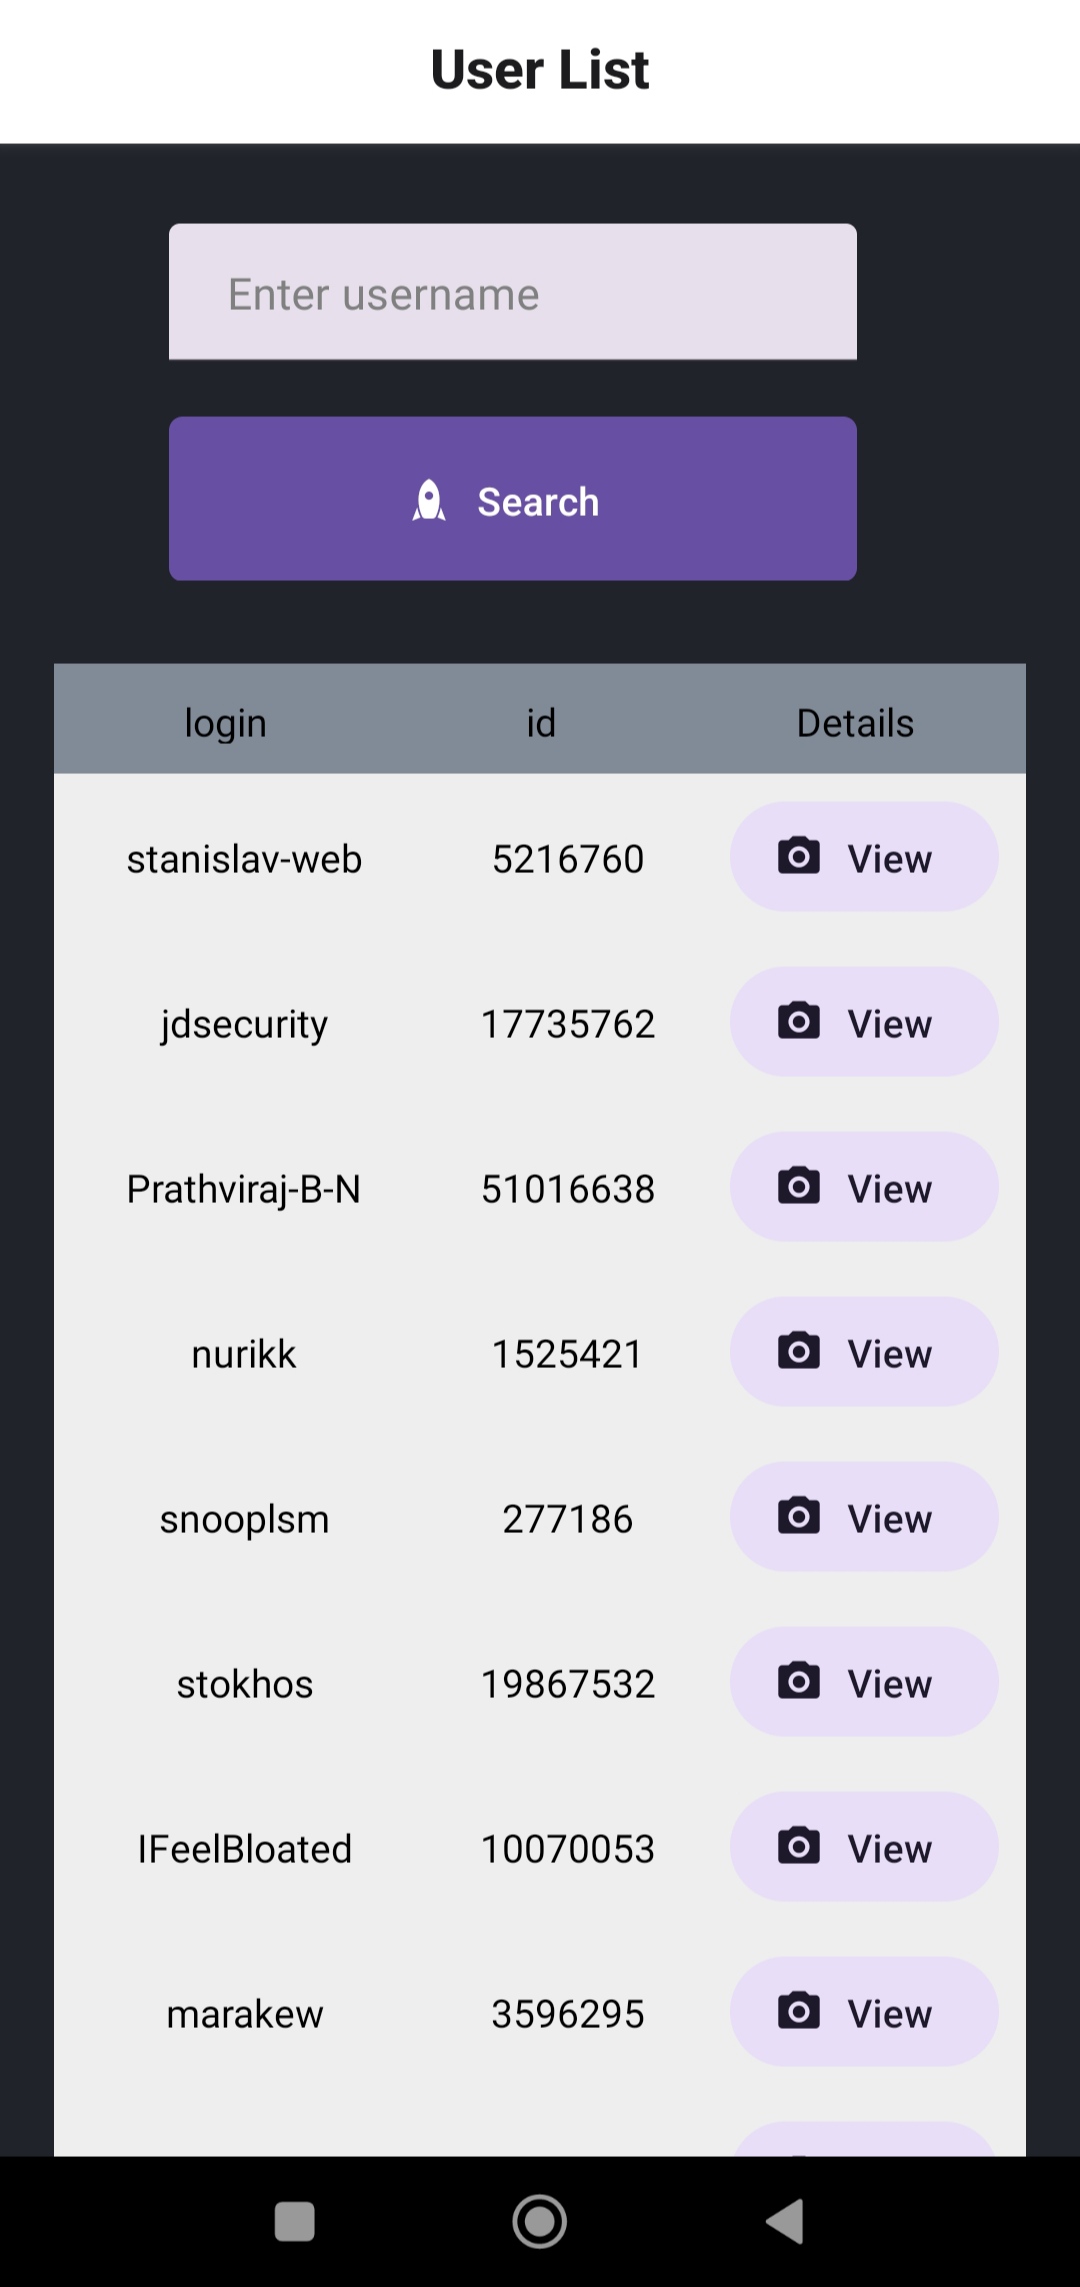 User List
Enter username
Search
login id Details
stanislav-web 5216760 View
jdsecurity 17735762 View
Prathviraj-B-N 51016638 View
nurikk 1525421 View
snooplsm 277186 View
stokhos 19867532 View
IFeelBloated 10070053 View
marakew 3596295 View